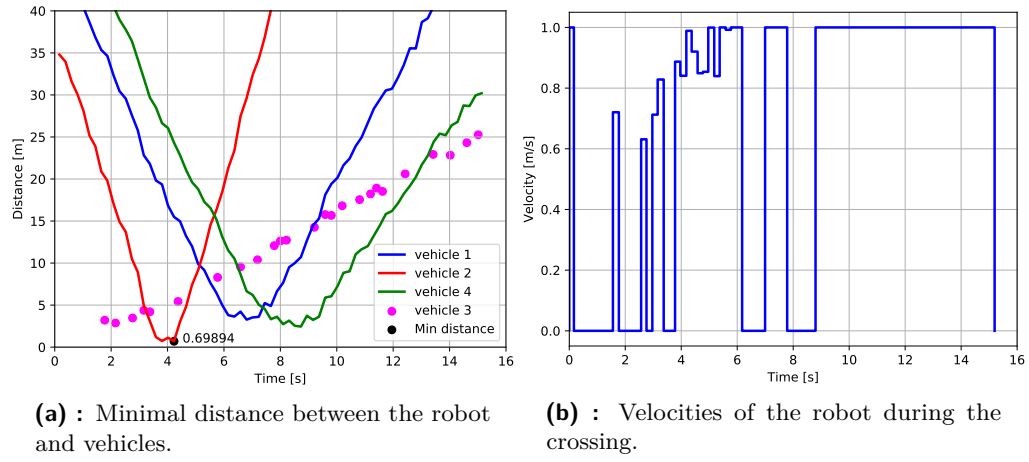 40
35
30
25
20
15
10
5
0
Distance [m]
0 2 4 6 8 10 12 14 16
Time [s]
0.69894
vehicle 1
vehicle 2
vehicle 4
vehicle 3
Min distance
1.0
0.8
0.6
0.4
0.2
0.0
Velocity [m/s]
0 2 4 6 8 10 12 14 16
Time [s]
(a) : Minimal distance between the robot
and vehicles.
(b) : Velocities of the robot during the
crossing.